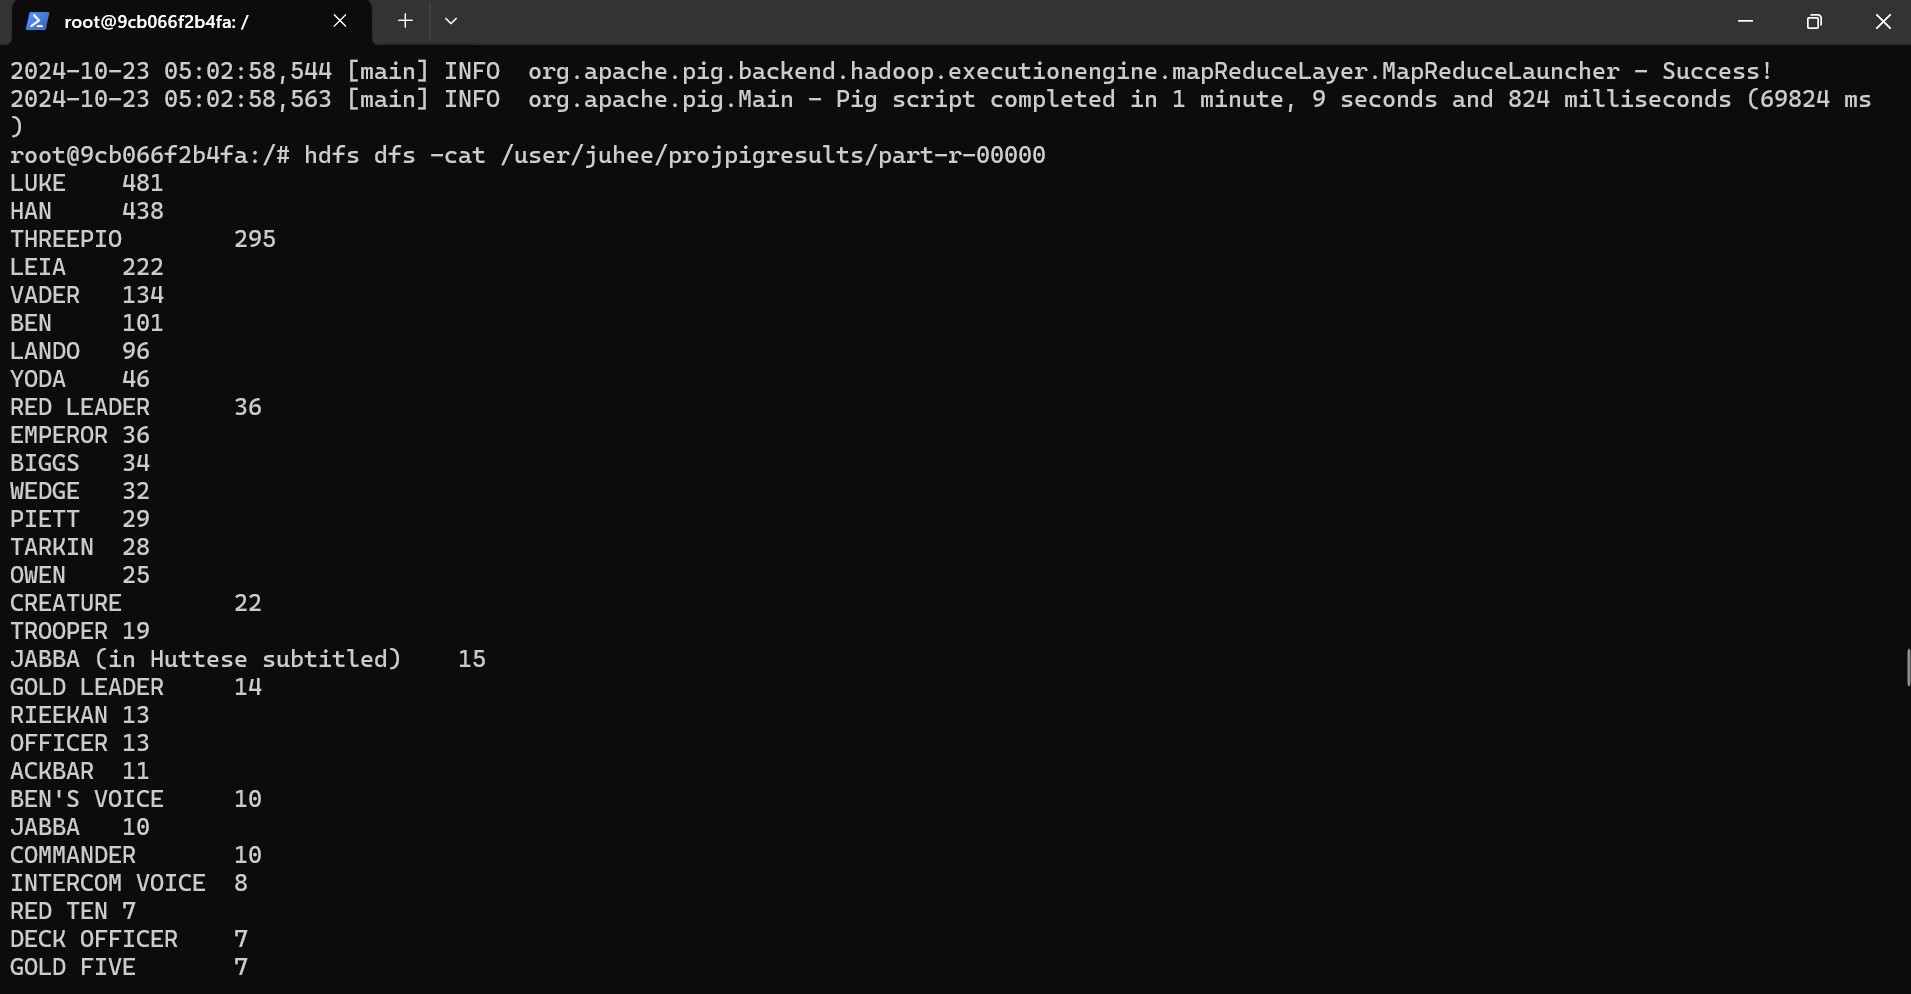 root@9cb066f2b4fa: /
2024-10-23 05:02:58,544 [main] INFO  org.apache.pig.backend.hadoop.executionengine.mapReduceLayer.MapReduceLauncher - Success!
2024-10-23 05:02:58,563 [main] INFO  org.apache.pig.Main - Pig script completed in 1 minute, 9 seconds and 824 milliseconds (69824 ms
)
root@9cb066f2b4fa:/# hdfs dfs -cat /user/juhee/projpigresults/part-r-00000
LUKE    481
HAN     438
THREEPIO        295
LEIA    222
VADER   134
BEN     101
LANDO   96
YODA    46
RED LEADER      36
EMPEROR 36
BIGGS   34
WEDGE   32
PIETT   29
TARKIN  28
OWEN    25
CREATURE        22
TROOPER 19
JABBA (in Huttese subtitled)    15
GOLD LEADER     14
RIEEKAN 13
OFFICER 13
ACKBAR  11
BEN'S VOICE     10
JABBA   10
COMMANDER       10
INTERCOM VOICE  8
RED TEN 7
DECK OFFICER    7
GOLD FIVE       7